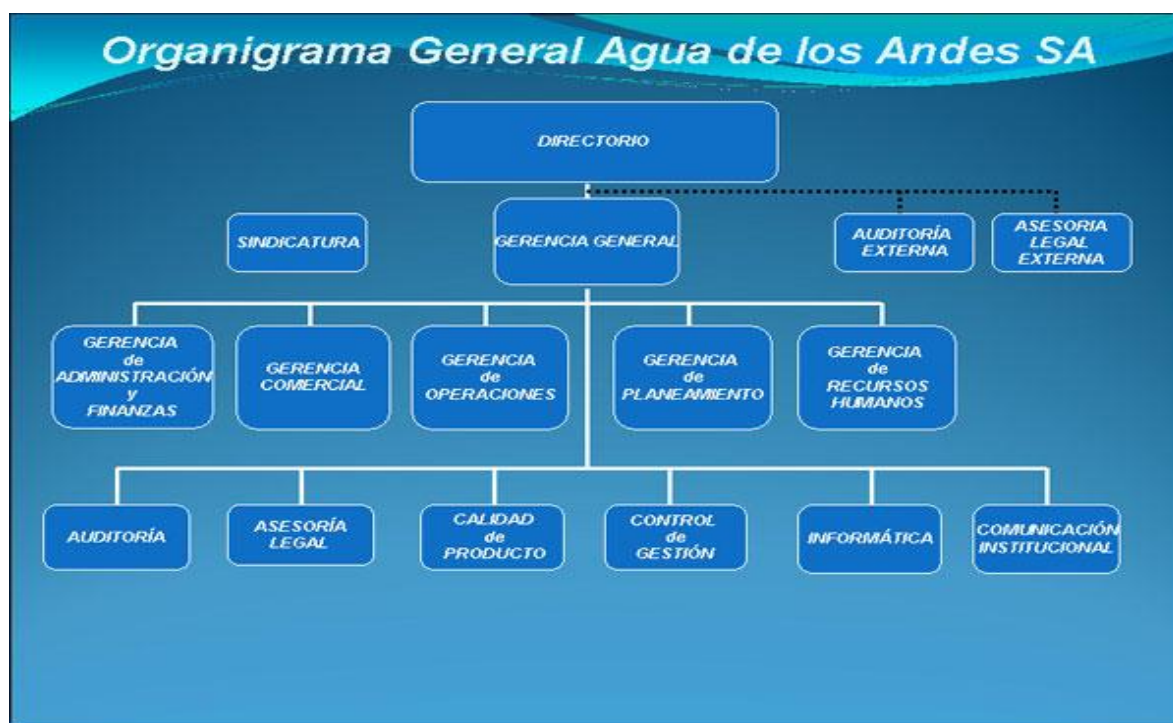 Organigrama General Agua de los Andes SA
DIRECTORIO
SINDICATURA
GERENCIA GENERAL
AUDITORÍA
EXTERNA
ASESORIA
LEGAL
EXTERNA
GERENCIA
de
ADMINISTRACIÓN
y
FINANZAS
GERENCIA
COMERCIAL
GERENCIA
de
OPERACIONES
GERENCIA
de
PLANEAMIENTO
GERENCIA
de
RECURSOS
HUMANOS
AUDITORÍA
ASESORÍA
LEGAL
CALIDAD
de
PRODUCTO
CONTROL
de
GESTIÓN
INFORMÁTICA
COMUNICACIÓN
INSTITUCIONAL